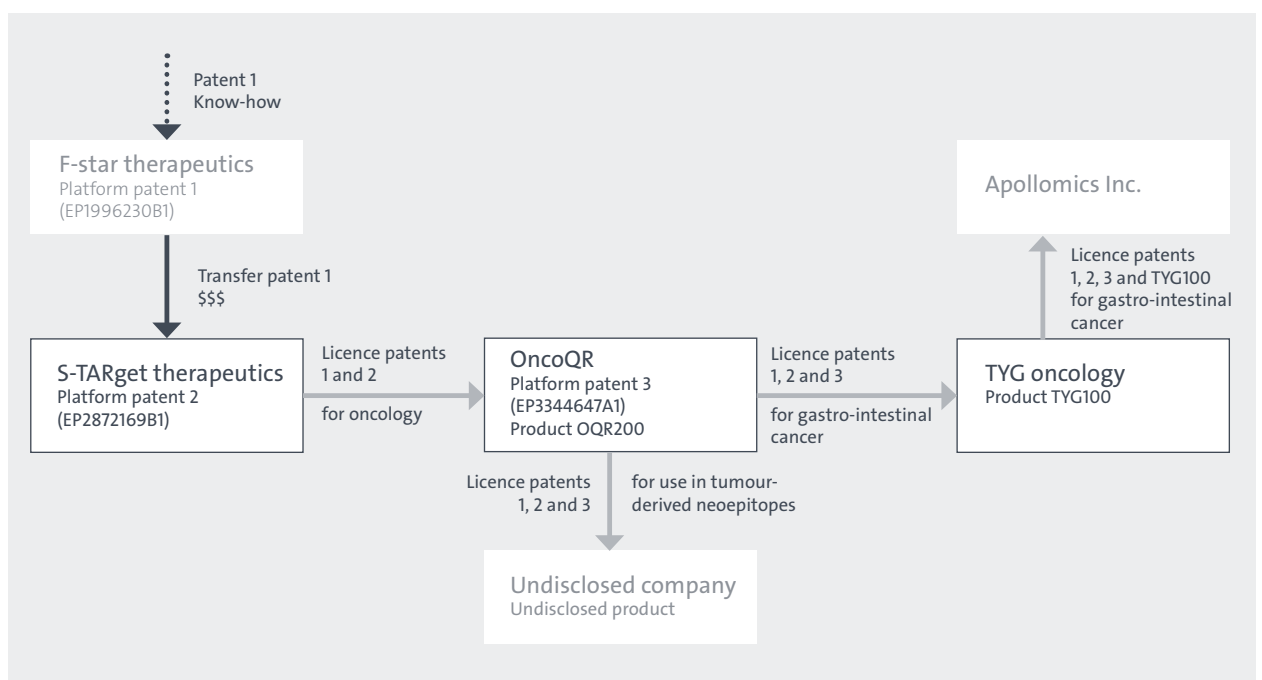 Patent 1
Know-how
F-star therapeutics
Platform patent 1
(EP1996230B1)
Apollomics Inc.
Transfer patent 1
$$$
Licence patents
1, 2, 3 and TYG100
for gastro-intestinal
cancer
S-TARget therapeutics
Platform patent 2
(EP2872169B1)
Licence patents
1 and 2
for oncology
OncoQR
Platform patent 3
(EP3344647A1)
Product OQR200
Licence patents
1, 2 and 3
for gastro-intestinal
cancer
TYG oncology
Product TYG100
Licence patents
1, 2 and 3
for use in tumour-
derived neoepitopes
Undisclosed company
Undisclosed product